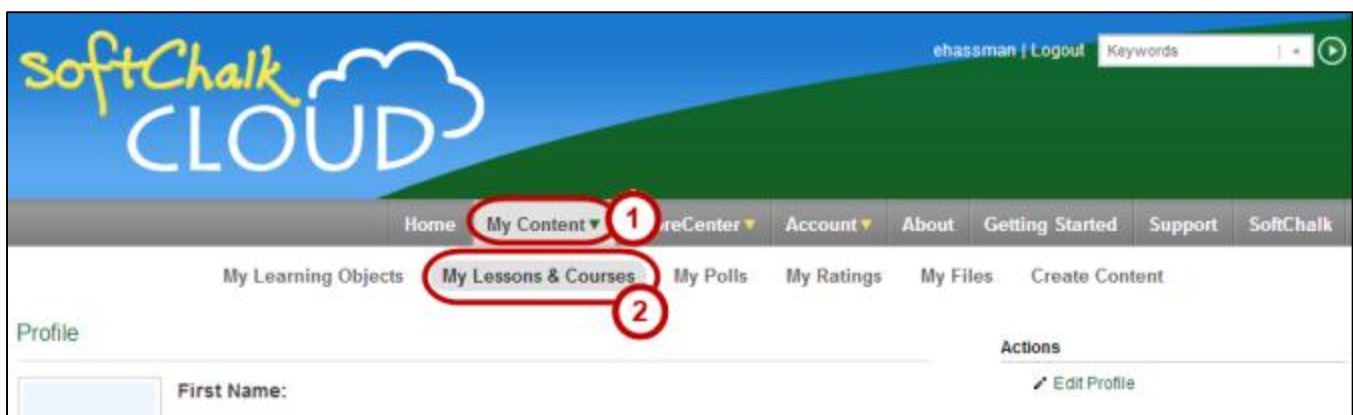 softChalk
CLOUD
ehassman | Logout Keywords
Home My Content 1 reCenter Account About Getting Started Support SoftChalk
My Learning Objects My Lessons & Courses My Polls My Ratings My Files Create Content
2
Profile
Actions
Edit Profile
First Name: